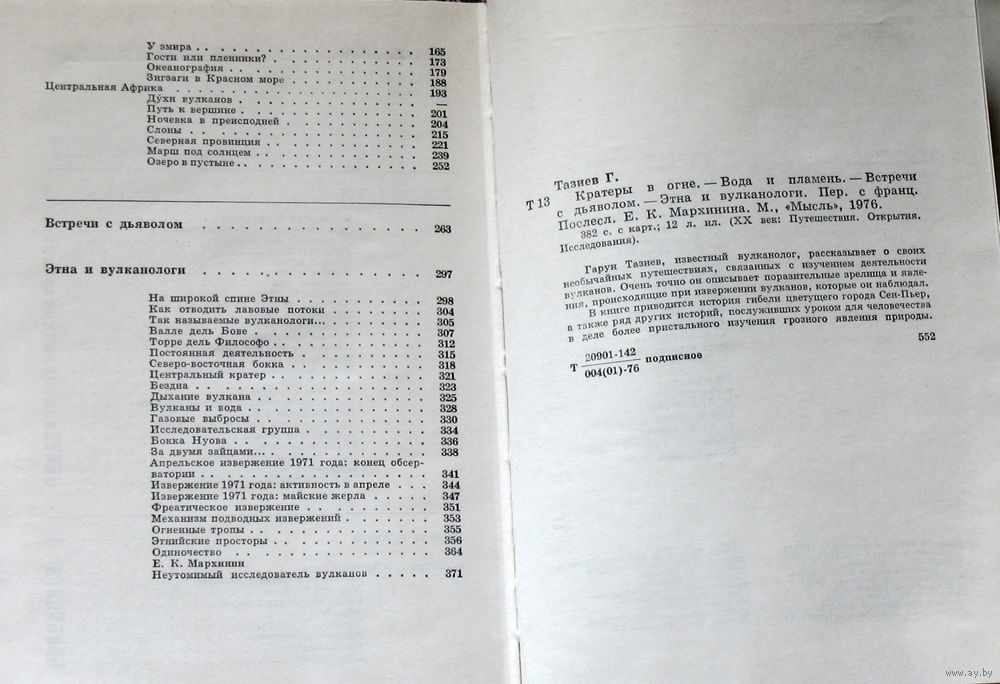 У эмира . . . . . . . . . . . . . . . . 165
Гости или пленники? . . . . . . . . . . 173
Океанография . . . . . . . . . . . . . 179
Зигзаги в Красном море . . . . . . . . 188
Центральная Африка . . . . . . . . . . 193
Ду́хи вулканов . . . . . . . . . . . . —
Путь к вершине . . . . . . . . . . . . 201
Ночевка в преисподней . . . . . . . . . 204
Слоны . . . . . . . . . . . . . . . . . 215
Северная провинция . . . . . . . . . . 221
Марш под солнцем . . . . . . . . . . . 239
Озеро в пустыне . . . . . . . . . . . . 252
Встречи с дьяволом . . . . . . . . . . 263
Этна и вулканологи . . . . . . . . . . 297
На широкой спине Этны . . . . . . . . . 298
Как отводить лавовые потоки . . . . . . 304
Так называемые вулканологи... . . . . . 305
Валле дель Бове . . . . . . . . . . . . 307
Торре дель Философо . . . . . . . . . . 312
Постоянная деятельность . . . . . . . . 315
Северо-восточная бокка . . . . . . . . 318
Центральный кратер . . . . . . . . . . 321
Бездна . . . . . . . . . . . . . . . . 323
Дыхание вулкана . . . . . . . . . . . . 325
Вулканы и вода . . . . . . . . . . . . 328
Газовые выбросы . . . . . . . . . . . . 330
Исследовательская группа . . . . . . . 334
Бокка Нуова . . . . . . . . . . . . . . 336
За двумя зайцами... . . . . . . . . . . 338
Апрельское извержение 1971 года: конец обсер-
ватории . . . . . . . . . . . . . . . . 341
Извержение 1971 года: активность в апреле . . . 344
Извержение 1971 года: майские жерла . . . . . 347
Фреатическое извержение . . . . . . . . 351
Механизм подводных извержений . . . . . 353
Огненные тропы . . . . . . . . . . . . 355
Этнийские просторы . . . . . . . . . . 356
Одиночество . . . . . . . . . . . . . . 364
Е. К. Мархинин
Неутомимый исследователь вулканов . . . . . 371
Тазиев Г.
Т 13 Кратеры в огне. — Вода и пламень. — Встречи
с дьяволом. — Этна и вулканологи. Пер. с франц.
Послесл. Е. К. Мархинина. М., «Мысль», 1976.
382 с. с карт.; 12 л. ил. (XX век: Путешествия. Открытия.
Исследования).
Гарун Тазиев, известный вулканолог, рассказывает о своих
необычайных путешествиях, связанных с изучением деятельности
вулканов. Очень точно он описывает поразительные зрелища и явле-
ния, происходящие при извержении вулканов, которые он наблюдал.
В книге приводится история гибели цветущего города Сен-Пьер,
а также ряд других историй, послуживших уроком для человечества
в деле более пристального изучения грозного явления природы.
552
20901-142
Т подписное
004(01)-76
www.ay.by